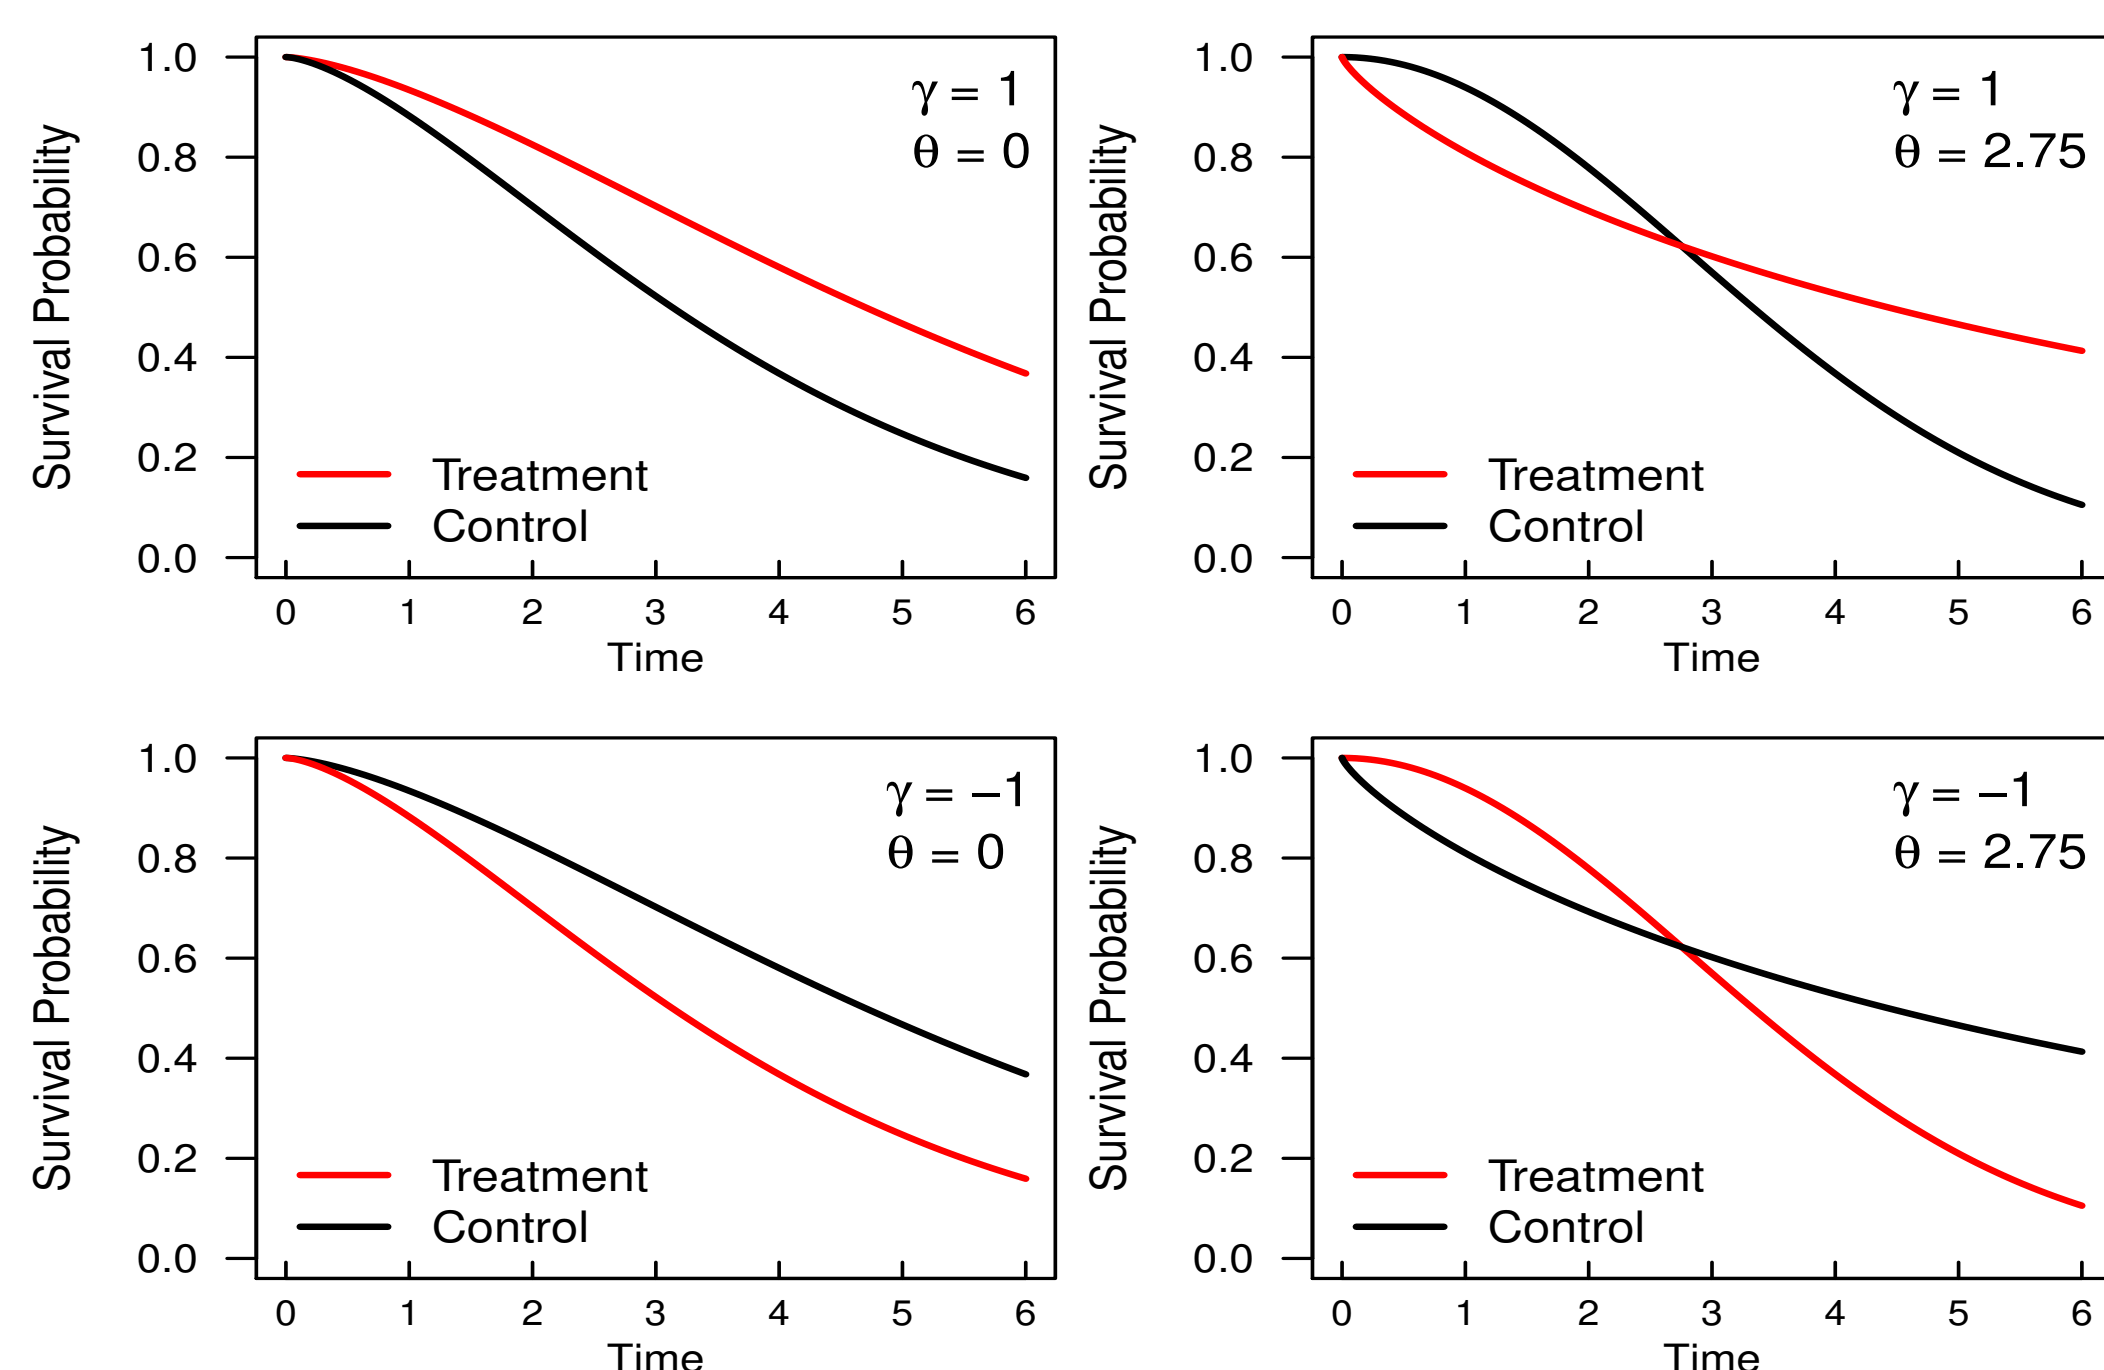 Survival Probability
1.0
0.8
0.6
0.4
0.2
0.0
γ = 1
θ = 0
Treatment
Control
0 1 2 3 4 5 6
Time
Survival Probability
1.0
0.8
0.6
0.4
0.2
0.0
γ = 1
θ = 2.75
Treatment
Control
0 1 2 3 4 5 6
Time
Survival Probability
1.0
0.8
0.6
0.4
0.2
0.0
γ = −1
θ = 0
Treatment
Control
0 1 2 3 4 5 6
Time
Survival Probability
1.0
0.8
0.6
0.4
0.2
0.0
γ = −1
θ = 2.75
Treatment
Control
0 1 2 3 4 5 6
Time